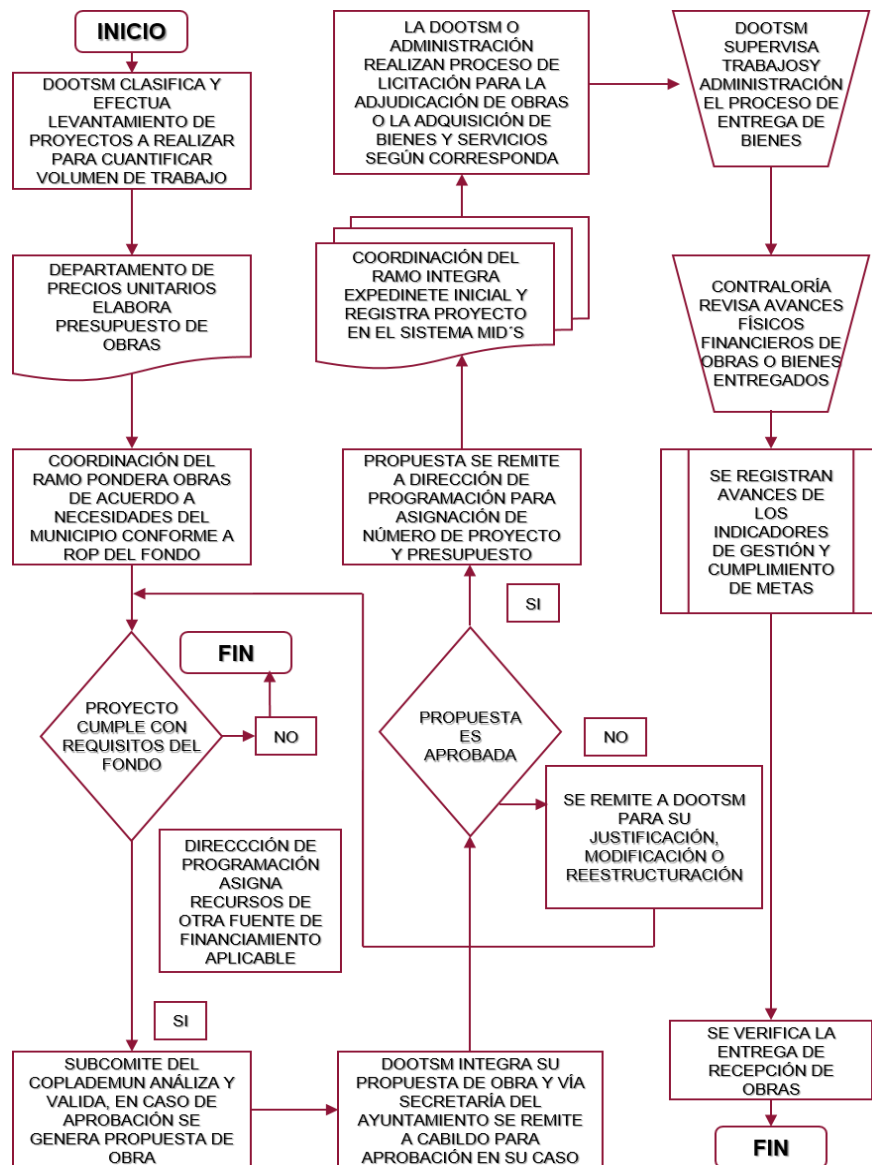 INICIO
DOOTSM CLASIFICA Y
EFECTUA
LEVANTAMIENTO DE
PROYECTOS A REALIZAR
PARA CUANTIFICAR
VOLUMEN DE TRABAJO
DEPARTAMENTO DE
PRECIOS UNITARIOS
ELABORA
PRESUPUESTO DE
OBRAS
COORDINACIÓN DEL
RAMO PONDERA OBRAS
DE ACUERDO A
NECESIDADES DEL
MUNICIPIO CONFORME A
ROP DEL FONDO
PROYECTO
CUMPLE CON
REQUISITOS DEL
FONDO
NO
FIN
DIRECCCIÓN DE
PROGRAMACIÓN
ASIGNA
RECURSOS DE
OTRA FUENTE DE
FINANCIAMIENTO
APLICABLE
SI
SUBCOMITE DEL
COPLADEMUN ANÁLIZA Y
VALIDA, EN CASO DE
APROBACIÓN SE
GENERA PROPUESTA DE
OBRA
DOOTSM INTEGRA SU
PROPUESTA DE OBRA Y VÍA
SECRETARÍA DEL
AYUNTAMIENTO SE REMITE
A CABILDO PARA
APROBACIÓN EN SU CASO
PROPUESTA
ES
APROBADA
NO
SE REMITE A DOOTSM
PARA SU
JUSTIFICACIÓN,
MODIFICACIÓN O
REESTRUCTURACIÓN
SI
PROPUESTA SE REMITE
A DIRECCIÓN DE
PROGRAMACIÓN PARA
ASIGNACIÓN DE
NÚMERO DE PROYECTO
Y PRESUPUESTO
COORDINACIÓN DEL
RAMO INTEGRA
EXPEDINETE INICIAL Y
REGISTRA PROYECTO
EN EL SISTEMA MID´S
LA DOOTSM O
ADMINISTRACIÓN
REALIZAN PROCESO DE
LICITACIÓN PARA LA
ADJUDICACIÓN DE OBRAS
O LA ADQUISICIÓN DE
BIENES Y SERVICIOS
SEGÚN CORRESPONDA
DOOTSM
SUPERVISA
TRABAJOSY
ADMINISTRACIÓN
EL PROCESO DE
ENTREGA DE
BIENES
CONTRALORÍA
REVISA AVANCES
FÍSICOS
FINANCIEROS DE
OBRAS O BIENES
ENTREGADOS
SE REGISTRAN
AVANCES DE
LOS
INDICADORES
DE GESTIÓN Y
CUMPLIMIENTO
DE METAS
SE VERIFICA LA
ENTREGA DE
RECEPCIÓN DE
OBRAS
FIN